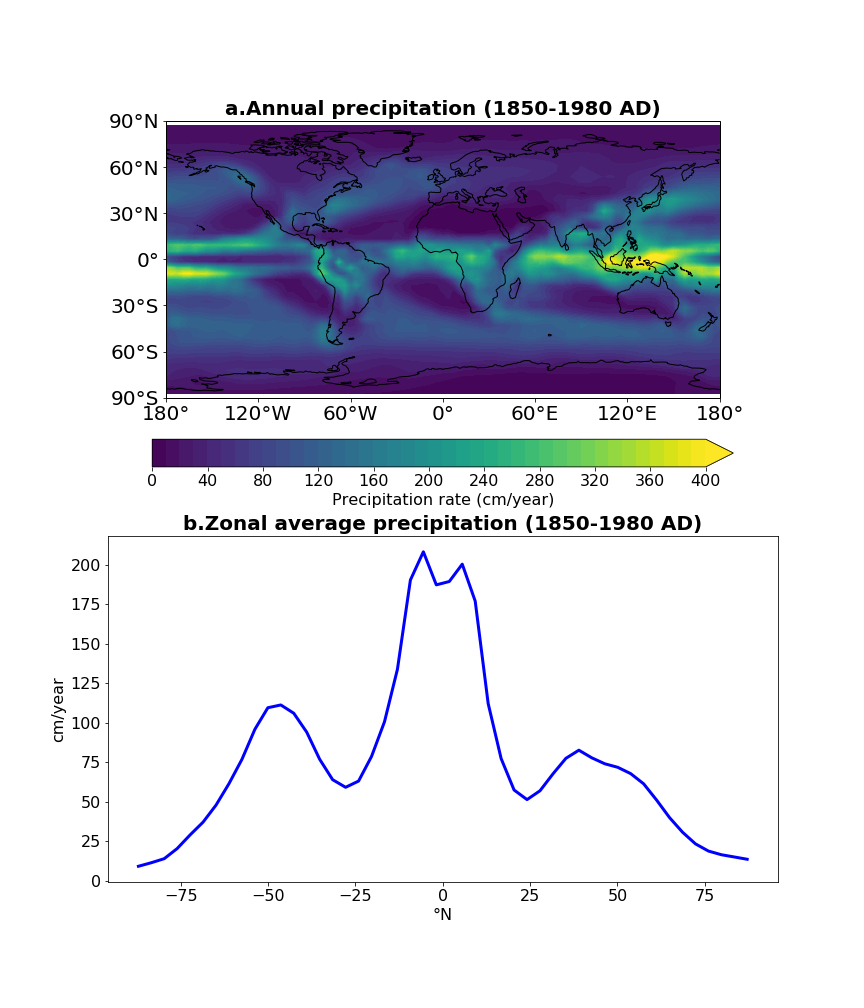 a.Annual precipitation (1850-1980 AD)
90°N
60°N
30°N
0°
30°S
60°S
90°S
180° 120°W 60°W 0° 60°E 120°E 180°
0 40 80 120 160 200 240 280 320 360 400
Precipitation rate (cm/year)
b.Zonal average precipitation (1850-1980 AD)
cm/year
200
175
150
125
100
75
50
25
0
−75 −50 −25 0 25 50 75
°N